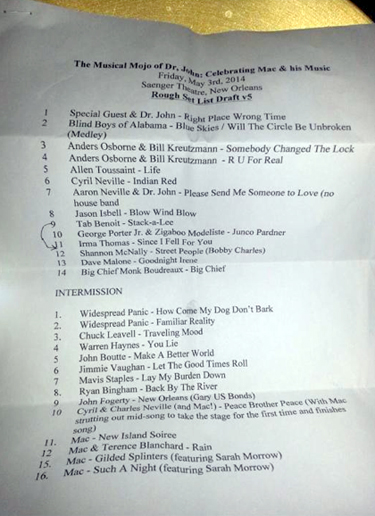 The Musical Mojo of Dr. John: Celebrating Mac & his Music
Friday, May 3rd, 2014
Saenger Theatre, New Orleans
Rough Set List Draft v5
1 Special Guest & Dr. John - Right Place Wrong Time
2 Blind Boys of Alabama - Blue Skies / Will The Circle Be Unbroken
(Medley)
3 Anders Osborne & Bill Kreutzmann - Somebody Changed The Lock
4 Anders Osborne & Bill Kreutzmann - R U For Real
5 Allen Toussaint - Life
6 Cyril Neville - Indian Red
7 Aaron Neville & Dr. John - Please Send Me Someone to Love (no
house band)
8 Jason Isbell - Blow Wind Blow
9 Tab Benoit - Stack-a-Lee
10 George Porter Jr. & Zigaboo Modeliste - Junco Pardner
11 Irma Thomas - Since I Fell For You
12 Shannon McNally - Street People (Bobby Charles)
13 Dave Malone - Goodnight Irene
14 Big Chief Monk Boudreaux - Big Chief
INTERMISSION
1. Widespread Panic - How Come My Dog Don't Bark
2. Widespread Panic - Familiar Reality
3. Chuck Leavell - Traveling Mood
4 Warren Haynes - You Lie
5 John Boutte - Make A Better World
6 Jimmie Vaughan - Let The Good Times Roll
7 Mavis Staples - Lay My Burden Down
8. Ryan Bingham - Back By The River
9 John Fogerty - New Orleans (Gary US Bonds)
10 Cyril & Charles Neville (and Mac!) - Peace Brother Peace (With Mac
strutting out mid-song to take the stage for the first time and finishes
song)
11. Mac - New Island Soiree
12 Mac & Terence Blanchard - Rain
15. Mac - Gilded Splinters (featuring Sarah Morrow)
16. Mac - Such A Night (featuring Sarah Morrow)